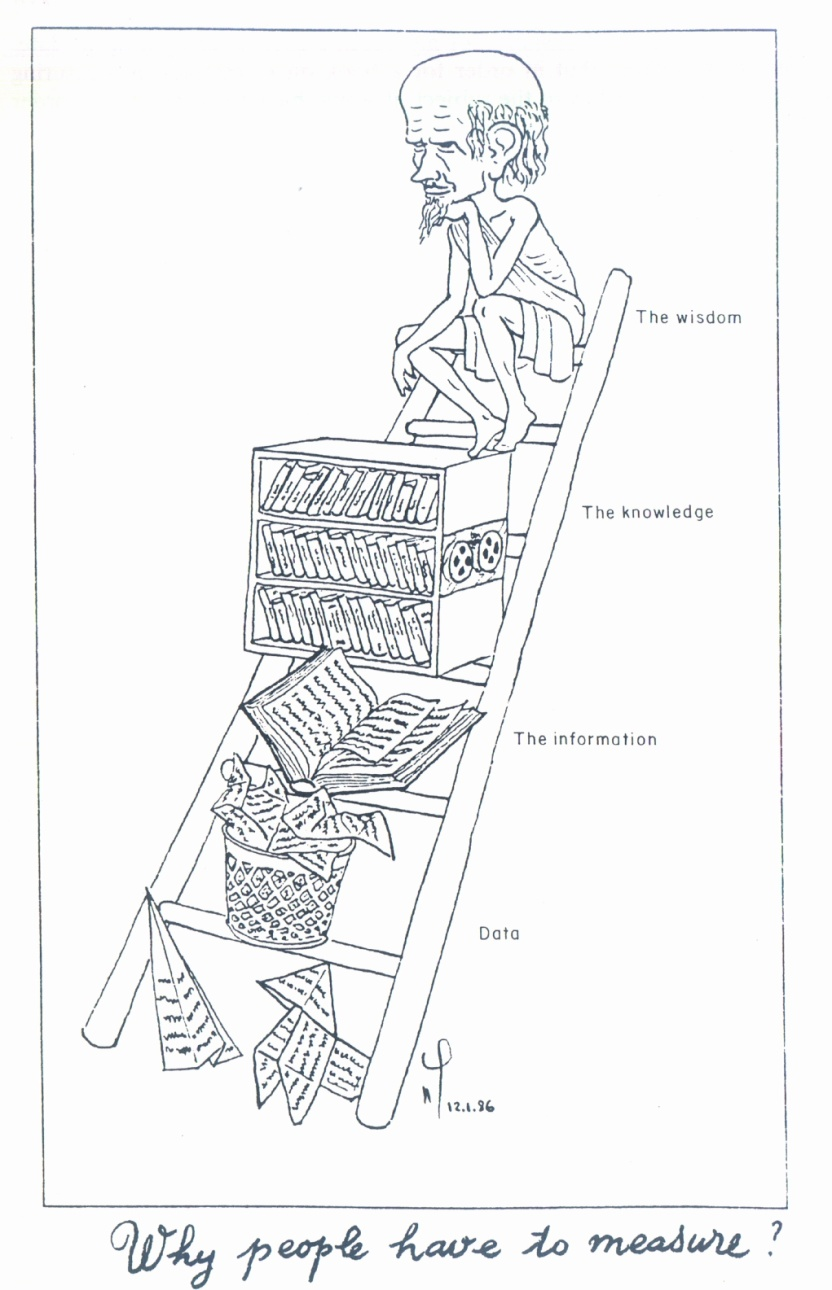 The wisdom
The knowledge
The information
Data
12.1.86
Why people have to measure?